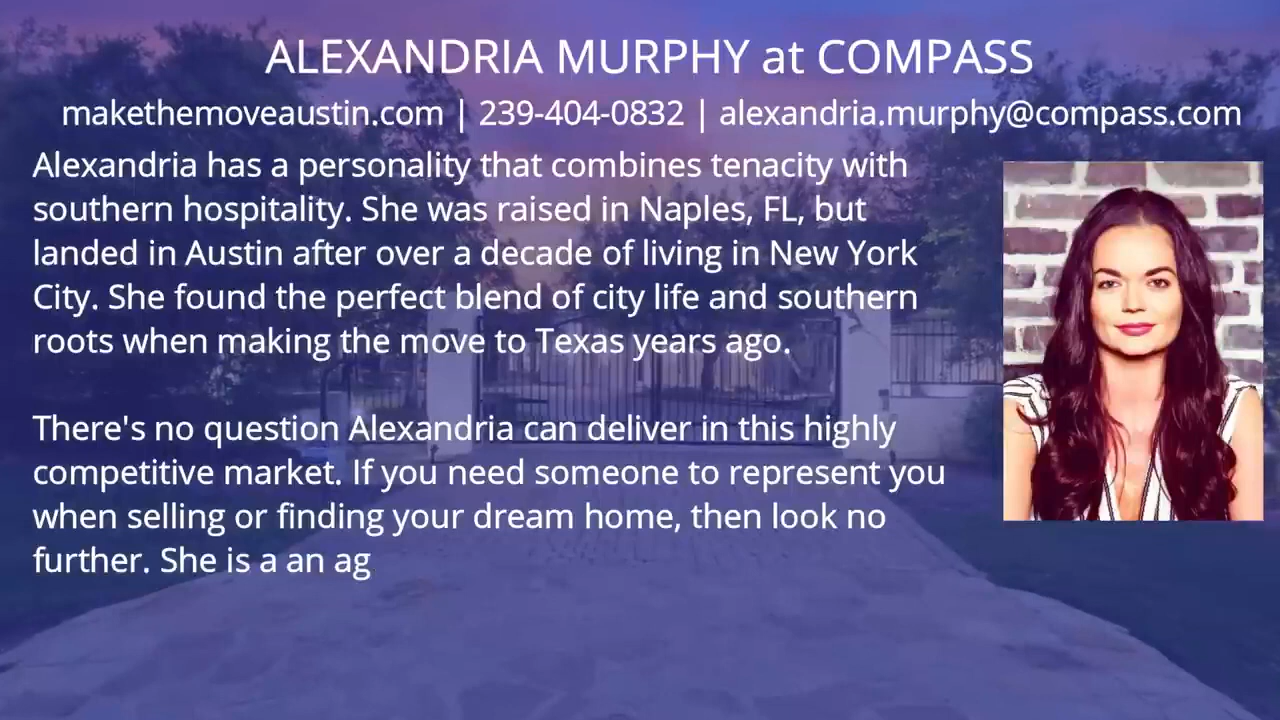 ALEXANDRIA MURPHY at COMPASS
makethemoveaustin.com | 239-404-0832 | alexandria.murphy@compass.com
Alexandria has a personality that combines tenacity with
southern hospitality. She was raised in Naples, FL, but
landed in Austin after over a decade of living in New York
City. She found the perfect blend of city life and southern
roots when making the move to Texas years ago.
There's no question Alexandria can deliver in this highly
competitive market. If you need someone to represent you
when selling or finding your dream home, then look no
further. She is a an ag